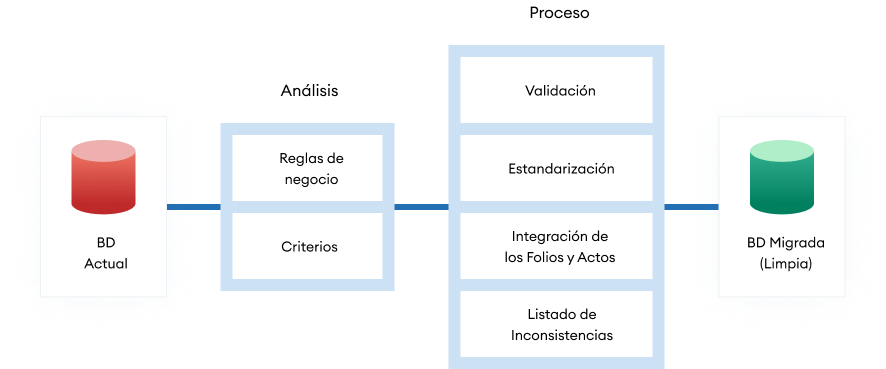 BD
Actual
Análisis
Reglas de
negocio
Criterios
Proceso
Validación
Estandarización
Integración de
los Folios y Actos
Listado de
Inconsistencias
BD Migrada
(Limpia)